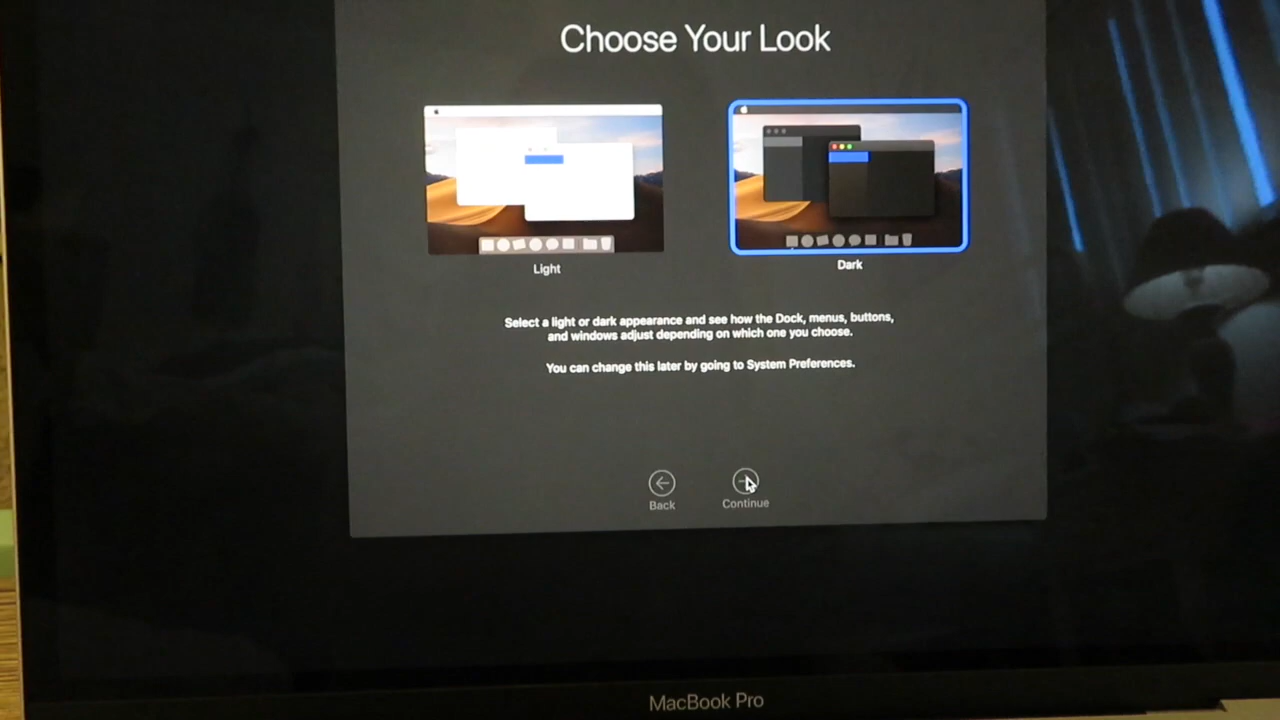 Choose Your Look
Light
Dark
Select a light or dark appearance and see how the Dock, menus, buttons,
and windows adjust depending on which one you choose.
You can change this later by going to System Preferences.
Back
Continue
MacBook Pro